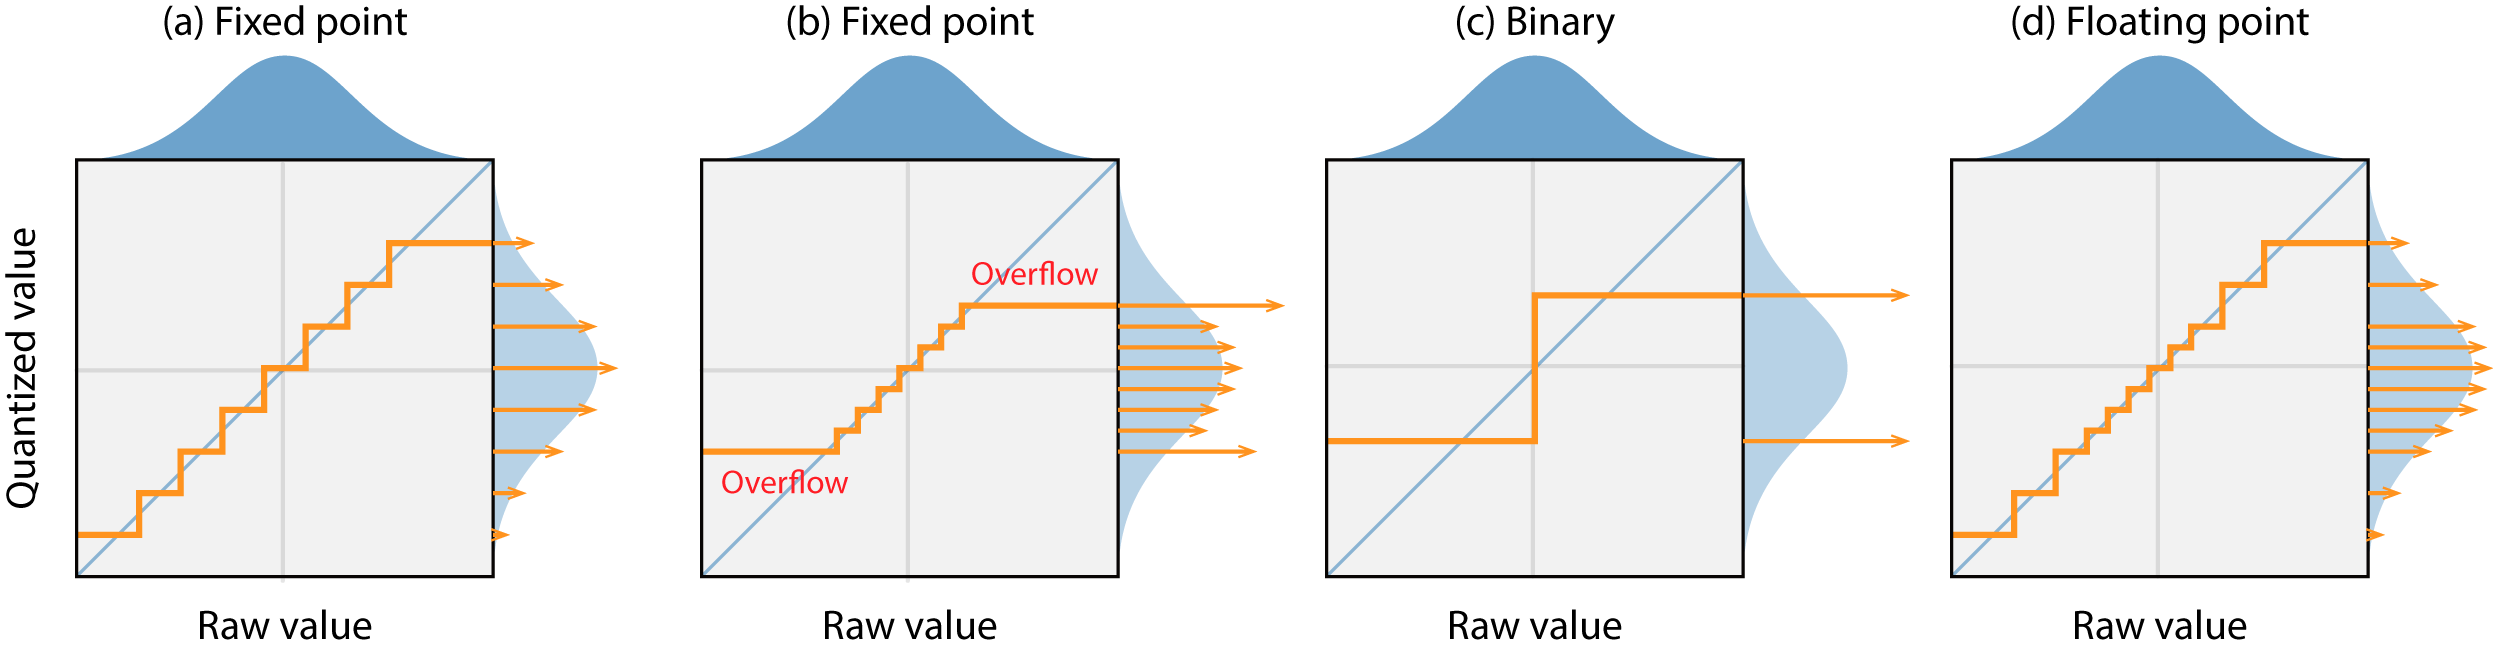 (a) Fixed point
(b) Fixed point
(c) Binary
(d) Floating point
Quantized value
Overflow
Overflow
Raw value
Raw value
Raw value
Raw value